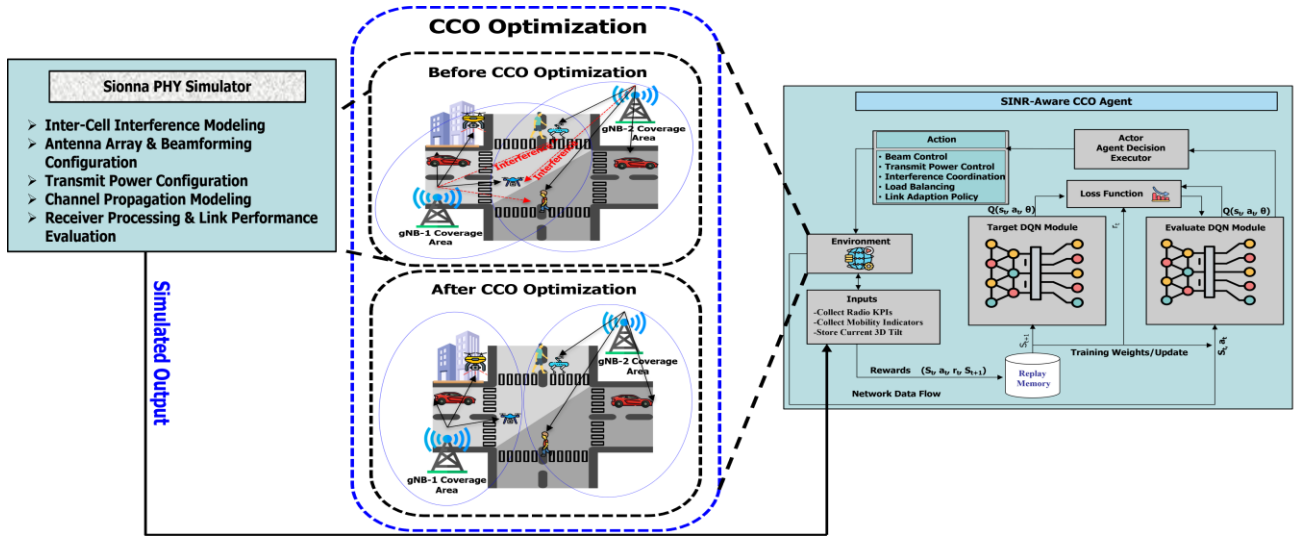 Sionna PHY Simulator
➢ Inter-Cell Interference Modeling
➢ Antenna Array & Beamforming
Configuration
➢ Transmit Power Configuration
➢ Channel Propagation Modeling
➢ Receiver Processing & Link Performance
Evaluation
Simulated Output
CCO Optimization
Before CCO Optimization
gNB-2 Coverage
Area
Interference
Interference
gNB-1 Coverage
Area
After CCO Optimization
gNB-2 Coverage
Area
gNB-1 Coverage
Area
SINR-Aware CCO Agent
Action
• Beam Control
• Transmit Power Control
• Interference Coordination
• Load Balancing
• Link Adaption Policy
Actor
Agent Decision
Executor
Loss Function
Q(sₜ, aₜ, θ)
Q(sₜ, aₜ, θ)
rₜ
Target DQN Module
Evaluate DQN Module
Environment
Inputs
-Collect Radio KPIs
-Collect Mobility Indicators
-Store Current 3D Tilt
Sₜ₊₁
Training Weights/Update
Rewards (Sₜ, aₜ, rₜ, Sₜ₊₁)
Replay
Memory
Network Data Flow